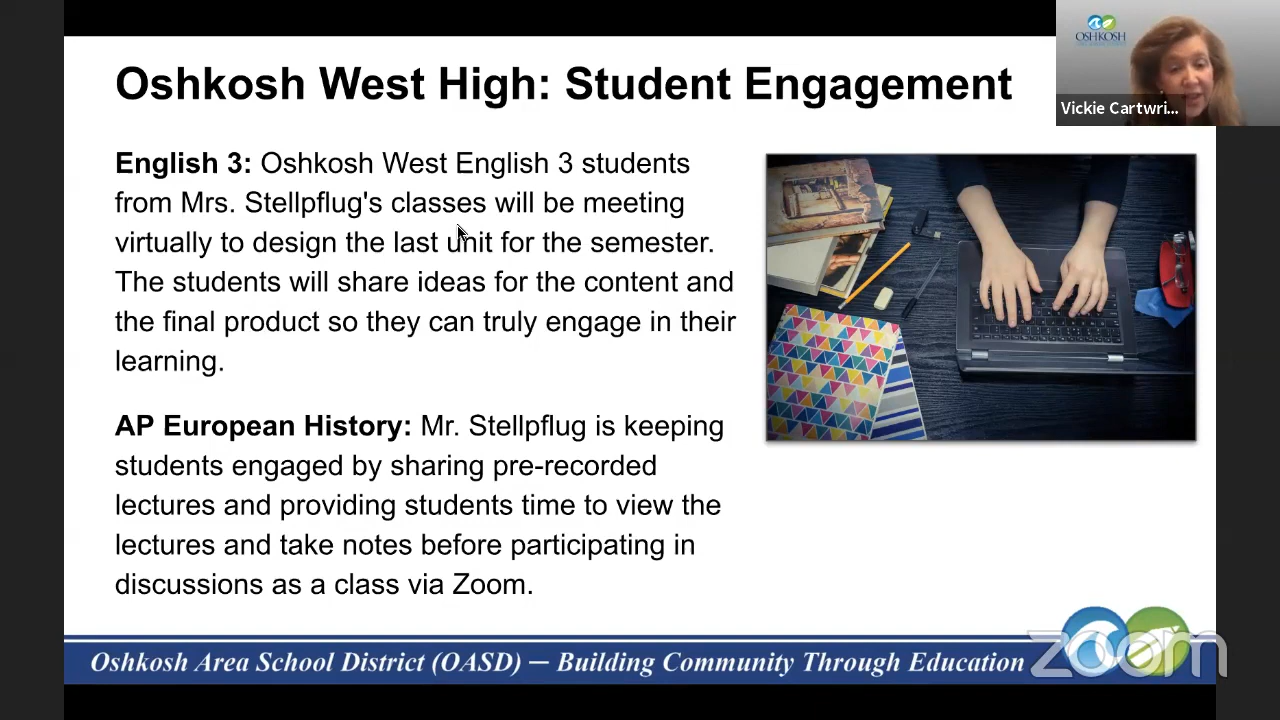 Oshkosh West High: Student Engagement
OSHKOSH
Vickie Cartwri...
English 3: Oshkosh West English 3 students
from Mrs. Stellpflug's classes will be meeting
virtually to design the last unit for the semester.
The students will share ideas for the content and
the final product so they can truly engage in their
learning.
AP European History: Mr. Stellpflug is keeping
students engaged by sharing pre-recorded
lectures and providing students time to view the
lectures and take notes before participating in
discussions as a class via Zoom.
Oshkosh Area School District (OASD) — Building Community Through Education
zoom